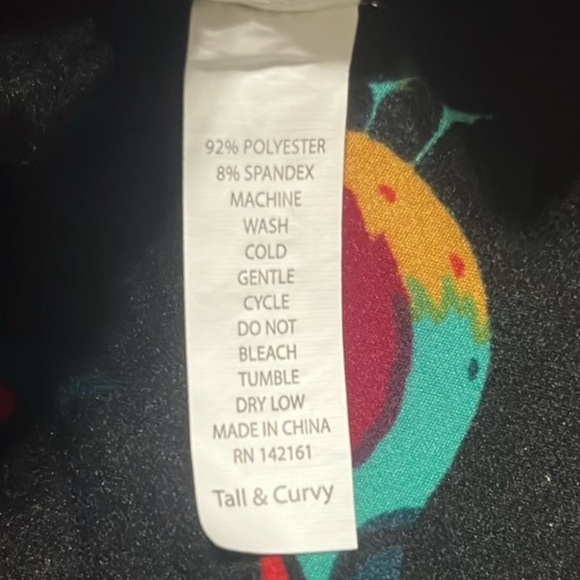 92% POLYESTER
8% SPANDEX
MACHINE
WASH
COLD
GENTLE
CYCLE
DO NOT
BLEACH
TUMBLE
DRY LOW
MADE IN CHINA
RN 142161
Tall & Curvy